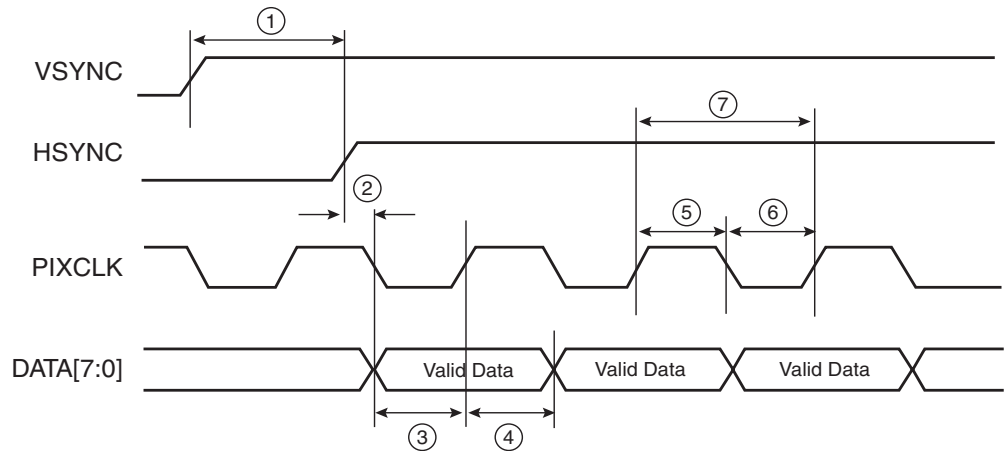 ①
VSYNC
⑦
HSYNC
②
⑤ ⑥
PIXCLK
DATA[7:0] Valid Data Valid Data Valid Data
③ ④